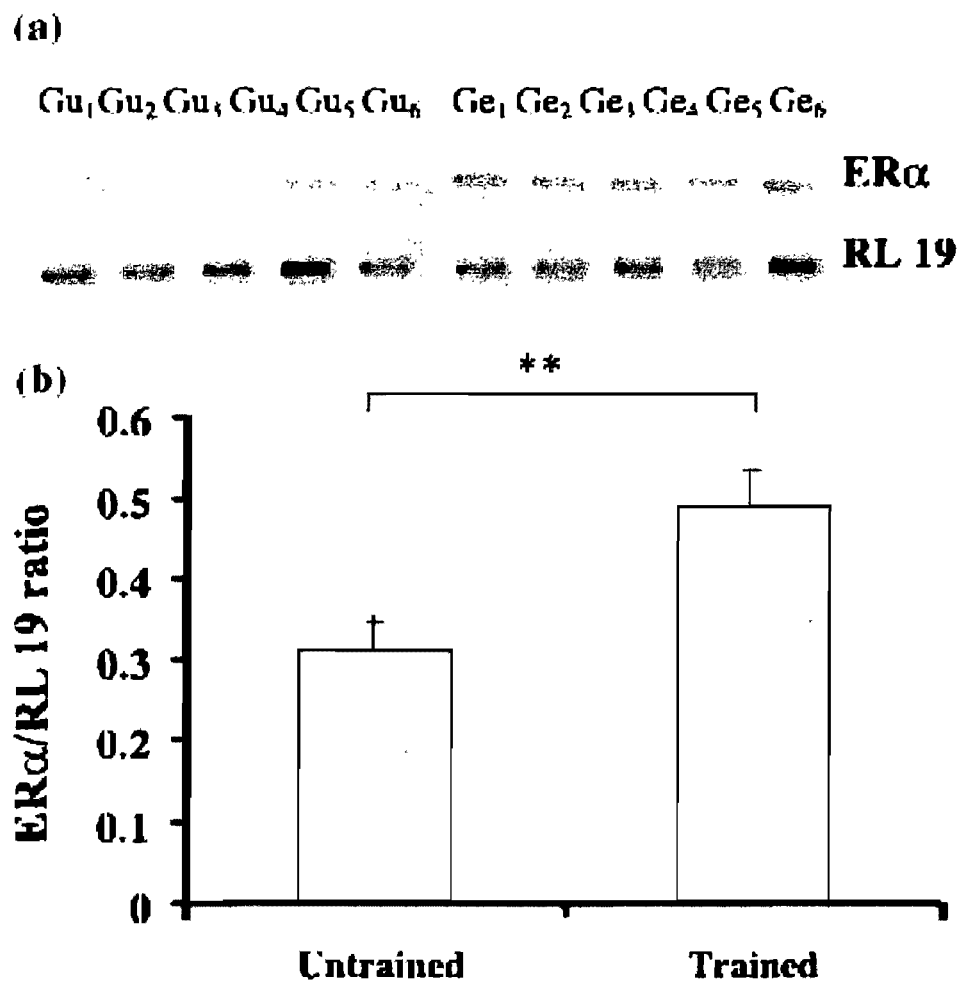 (a)
Gu₁ Gu₂ Gu₃ Gu₄ Gu₅ Gu₆ Ge₁ Ge₂ Ge₃ Ge₄ Ge₅ Ge₆
ERα
RL 19
(b)
**
0.6
0.5
0.4
0.3
0.2
0.1
0
ERα/RL 19 ratio
Untrained Trained